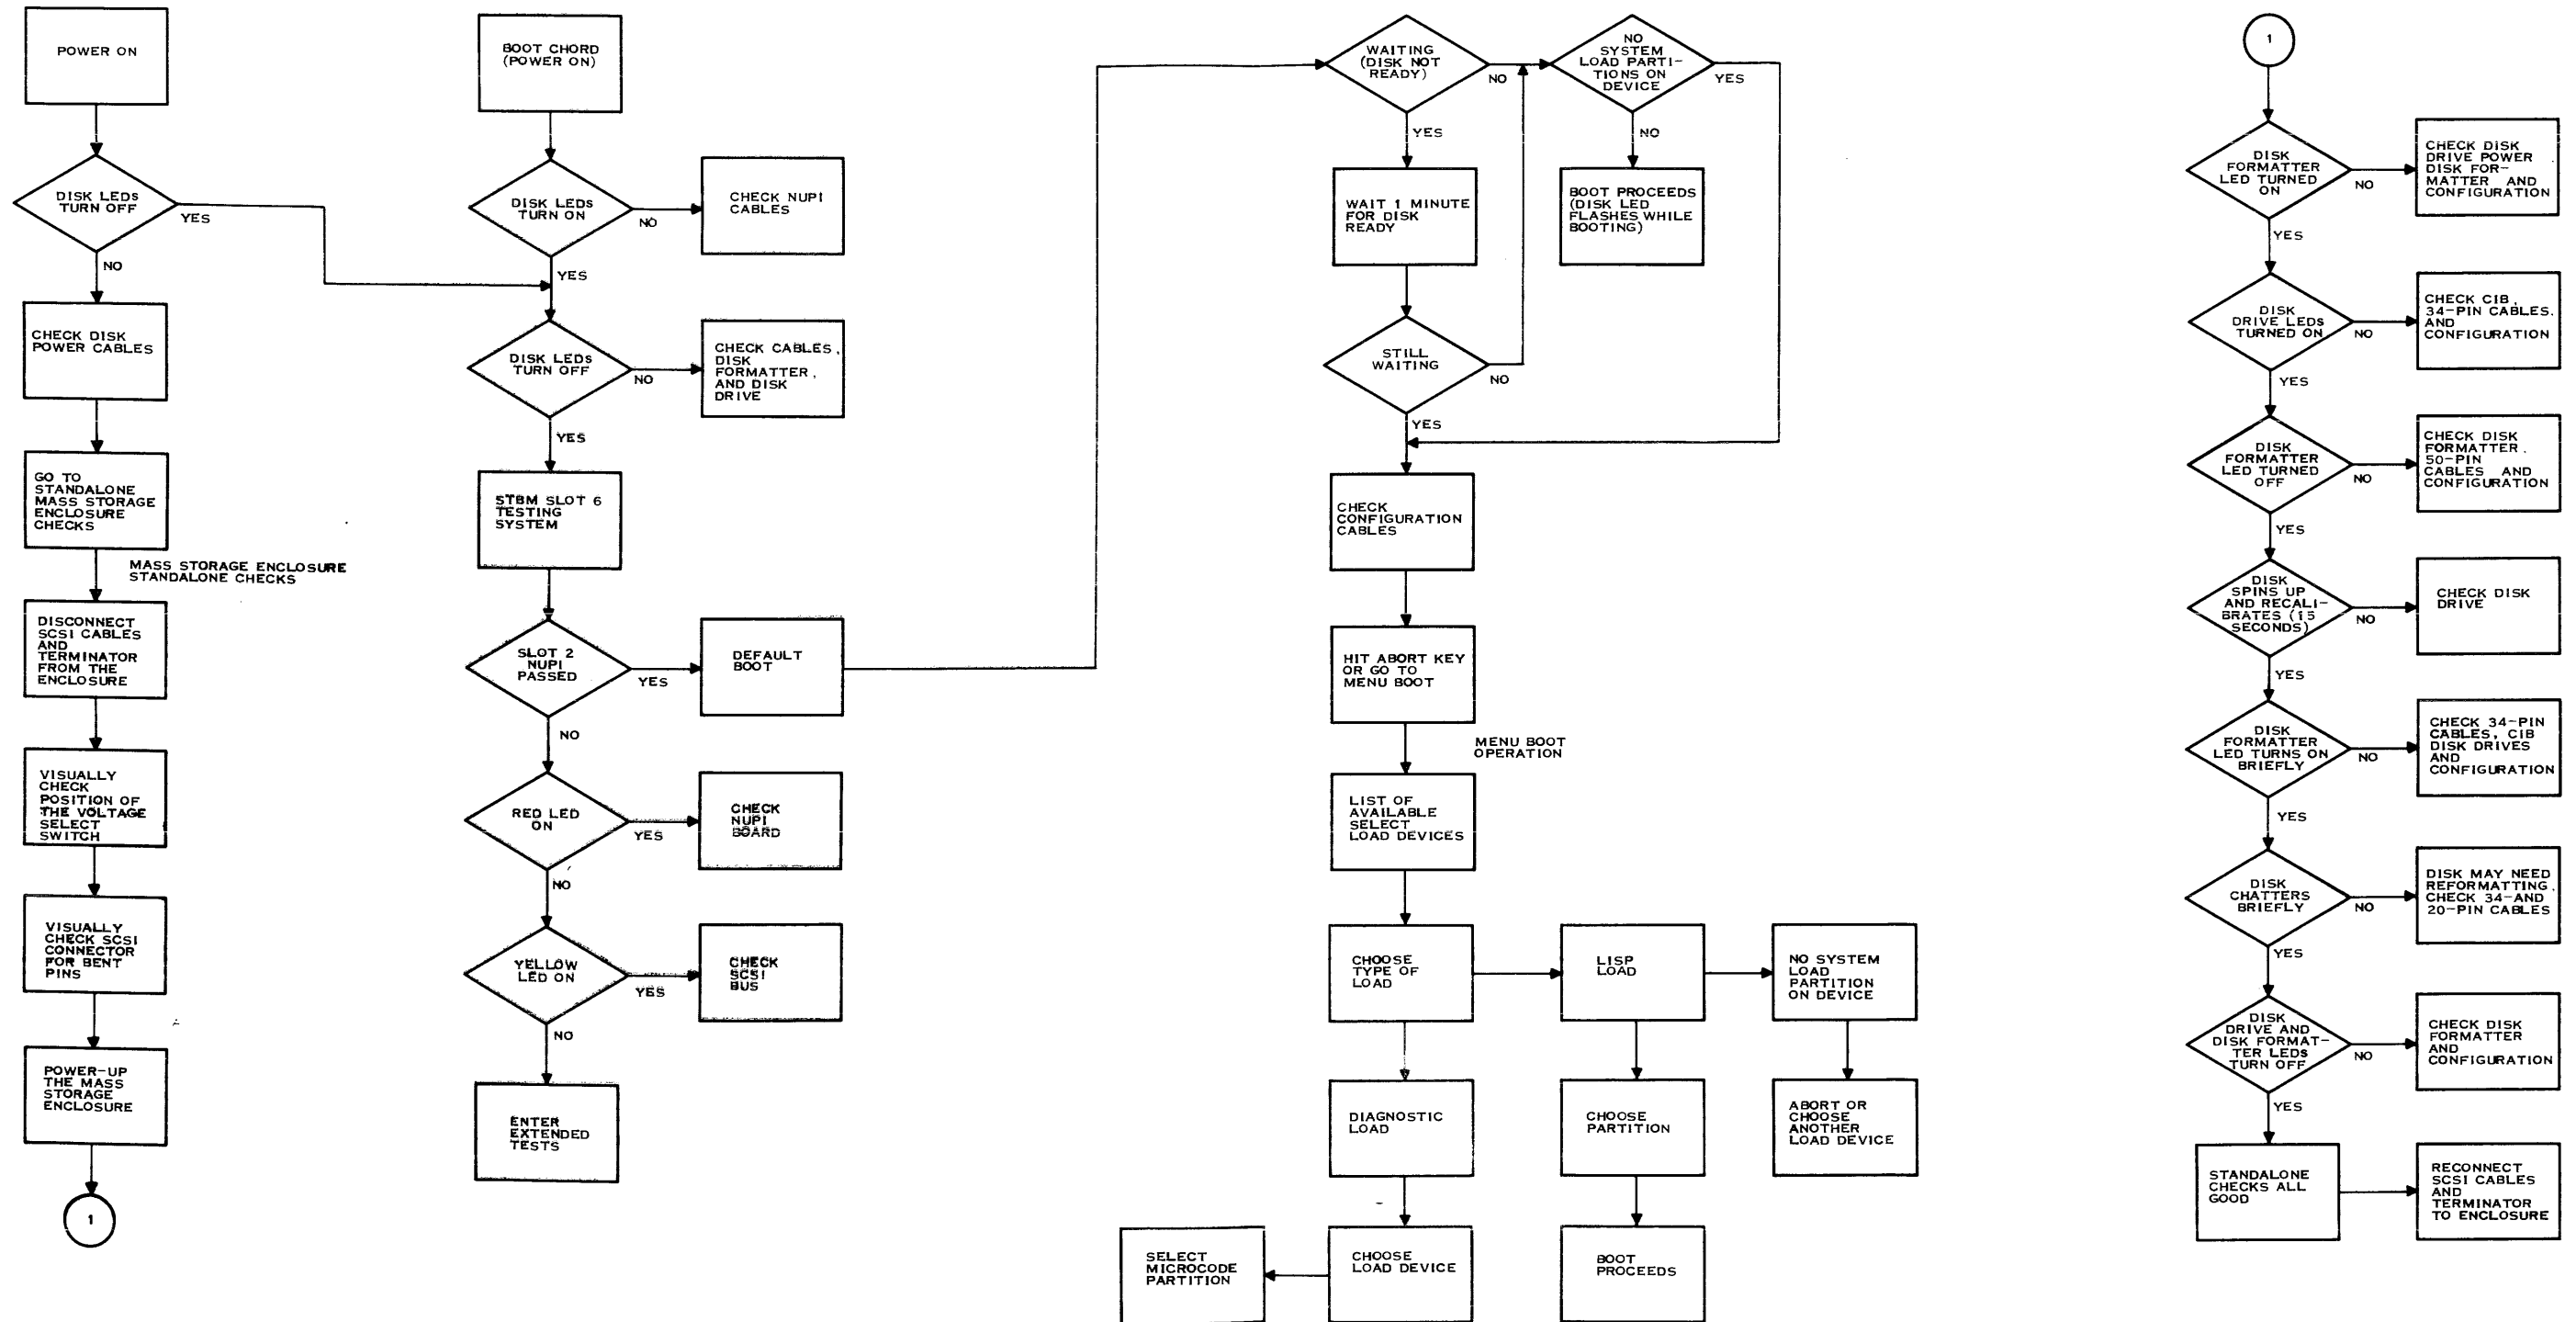 POWER ON
DISK LEDs
TURN OFF
YES
NO
CHECK DISK
POWER CABLES
GO TO
STANDALONE
MASS STORAGE
ENCLOSURE
CHECKS
MASS STORAGE ENCLOSURE
STANDALONE CHECKS
DISCONNECT
SCSI CABLES
AND
TERMINATOR
FROM THE
ENCLOSURE
VISUALLY
CHECK
POSITION OF
THE VOLTAGE
SELECT
SWITCH
VISUALLY
CHECK SCSI
CONNECTOR
FOR BENT
PINS
POWER-UP
THE MASS
STORAGE
ENCLOSURE
1
BOOT CHORD
(POWER ON)
DISK LEDs
TURN ON
NO
CHECK NUPI
CABLES
YES
DISK LEDs
TURN OFF
NO
CHECK CABLES,
DISK
FORMATTER,
AND DISK
DRIVE
YES
STBM SLOT 6
TESTING
SYSTEM
SLOT 2
NUPI
PASSED
YES
DEFAULT
BOOT
NO
RED LED
ON
YES
CHECK
NUPI
BOARD
NO
YELLOW
LED ON
YES
CHECK
SCSI
BUS
NO
ENTER
EXTENDED
TESTS
WAITING
(DISK NOT
READY)
NO
YES
NO
SYSTEM
LOAD PARTI-
TIONS ON
DEVICE
YES
NO
WAIT 1 MINUTE
FOR DISK
READY
BOOT PROCEEDS
(DISK LED
FLASHES WHILE
BOOTING)
STILL
WAITING
NO
YES
CHECK
CONFIGURATION
CABLES
HIT ABORT KEY
OR GO TO
MENU BOOT
MENU BOOT
OPERATION
LIST OF
AVAILABLE
SELECT
LOAD DEVICES
CHOOSE
TYPE OF
LOAD
LISP
LOAD
NO SYSTEM
LOAD
PARTITION
ON DEVICE
DIAGNOSTIC
LOAD
CHOOSE
PARTITION
ABORT OR
CHOOSE
ANOTHER
LOAD DEVICE
SELECT
MICROCODE
PARTITION
CHOOSE
LOAD DEVICE
BOOT
PROCEEDS
1
DISK
FORMATTER
LED TURNED
ON
NO
CHECK DISK
DRIVE POWER
DISK FOR-
MATTER AND
CONFIGURATION
YES
DISK
DRIVE LEDs
TURNED ON
NO
CHECK CIB,
34-PIN CABLES.
AND
CONFIGURATION
YES
DISK
FORMATTER
LED TURNED
OFF
NO
CHECK DISK
FORMATTER,
50-PIN
CABLES AND
CONFIGURATION
YES
DISK
SPINS UP
AND RECALI-
BRATES (15
SECONDS)
NO
CHECK DISK
DRIVE
YES
DISK
FORMATTER
LED TURNS ON
BRIEFLY
NO
CHECK 34-PIN
CABLES, CIB
DISK DRIVES
AND
CONFIGURATION
YES
DISK
CHATTERS
BRIEFLY
NO
DISK MAY NEED
REFORMATTING,
CHECK 34-AND
20-PIN CABLES
YES
DISK
DRIVE AND
DISK FORMAT-
TER LEDs
TURN OFF
NO
CHECK DISK
FORMATTER
AND
CONFIGURATION
YES
STANDALONE
CHECKS ALL
GOOD
RECONNECT
SCSI CABLES
AND
TERMINATOR
TO ENCLOSURE